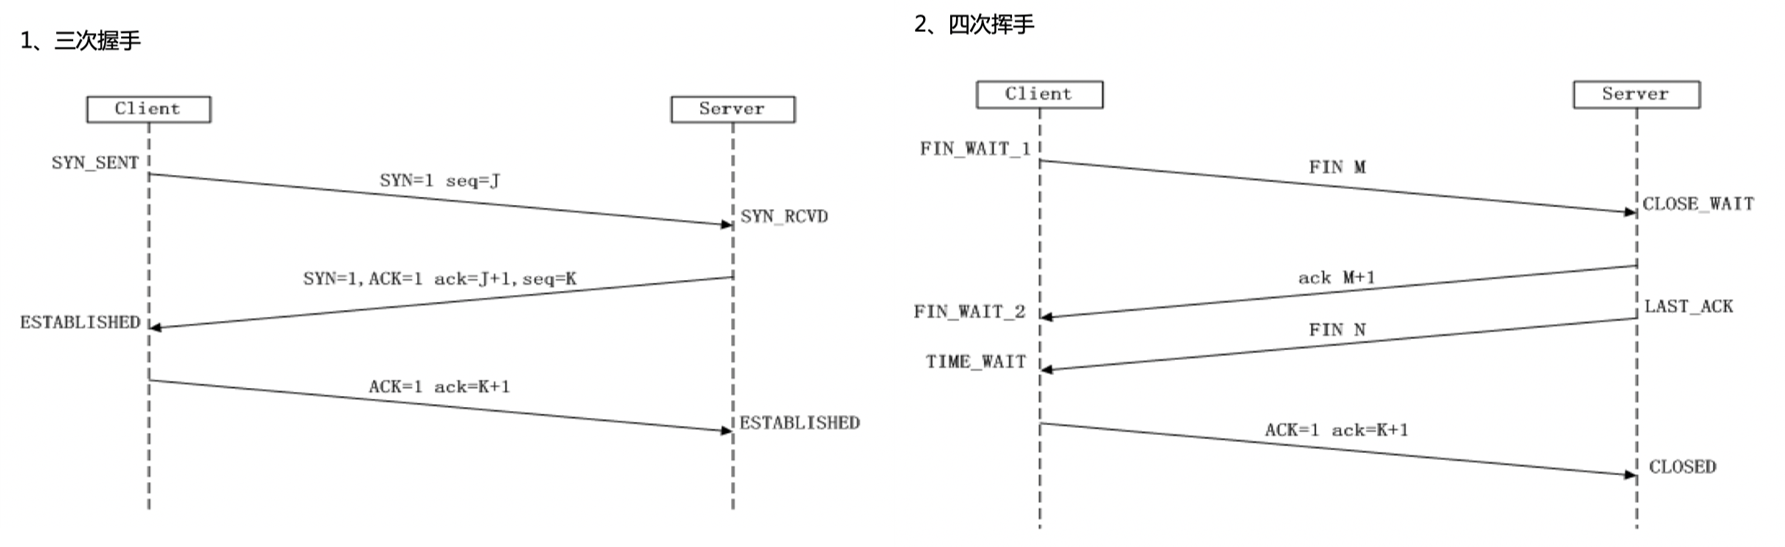 1、三次握手
Client
Server
SYN_SENT
SYN=1 seq=J
SYN_RCVD
SYN=1,ACK=1 ack=J+1,seq=K
ESTABLISHED
ACK=1 ack=K+1
ESTABLISHED
2、四次挥手
Client
Server
FIN_WAIT_1
FIN M
CLOSE_WAIT
ack M+1
FIN_WAIT_2
LAST_ACK
FIN N
TIME_WAIT
ACK=1 ack=K+1
CLOSED